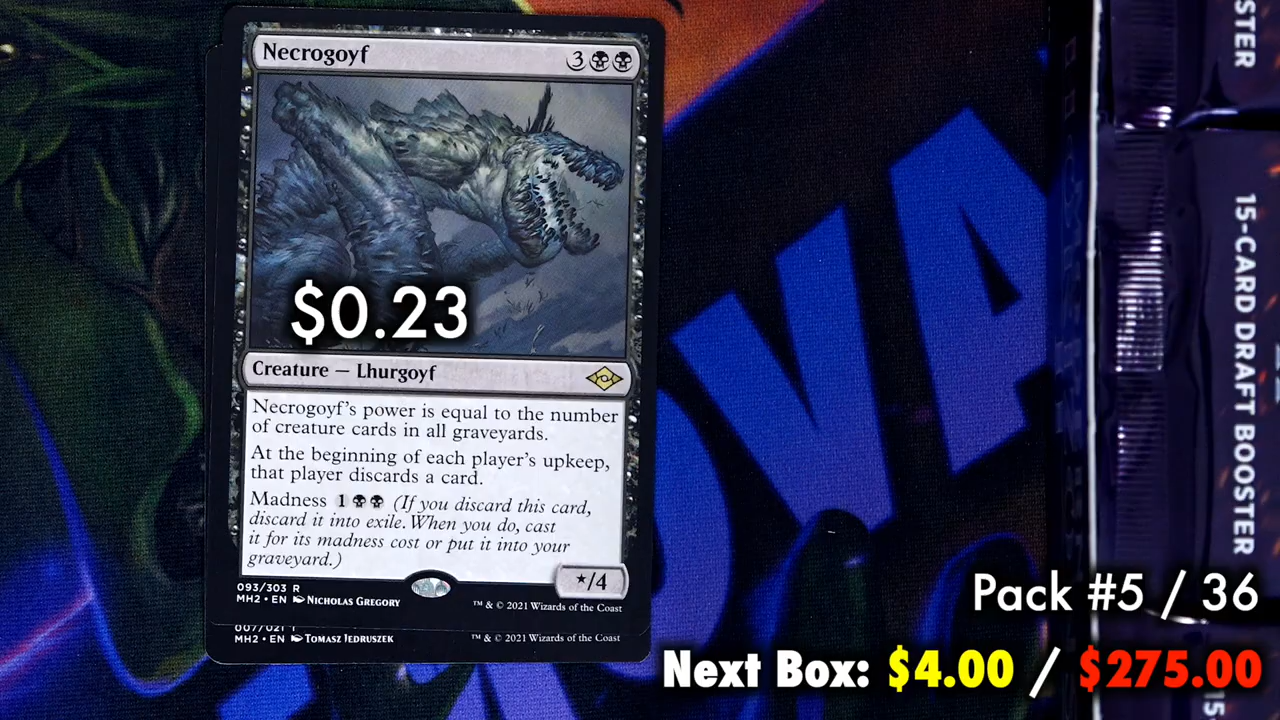 Necrogoyf 3
$0.23
Creature — Lhurgoyf
Necrogoyf's power is equal to the number
of creature cards in all graveyards.
At the beginning of each player's upkeep,
that player discards a card.
Madness 1 (If you discard this card,
discard it into exile. When you do, cast
it for its madness cost or put it into your
graveyard.)
★/4
093/303 R
MH2 • EN NICHOLAS GREGORY ™ & © 2021 Wizards of the Coast
MH2 • EN TOMASZ JEDRUSZEK ™ & © 2021 Wizards of the Coast
OVA
STER
15-CARD DRAFT BOOSTER
15
Pack #5 / 36
Next Box: $4.00 / $275.00